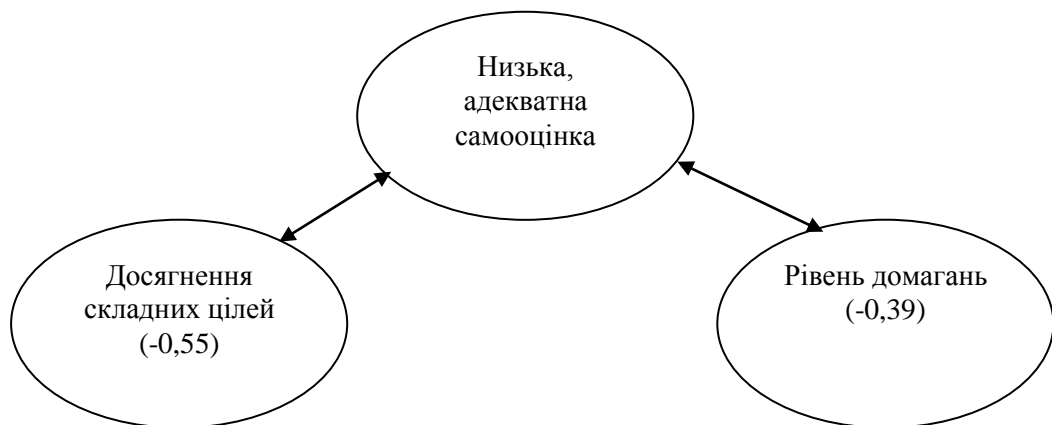 Низька,
адекватна
самооцінка
Досягнення
складних цілей
(-0,55)
Рівень домагань
(-0,39)